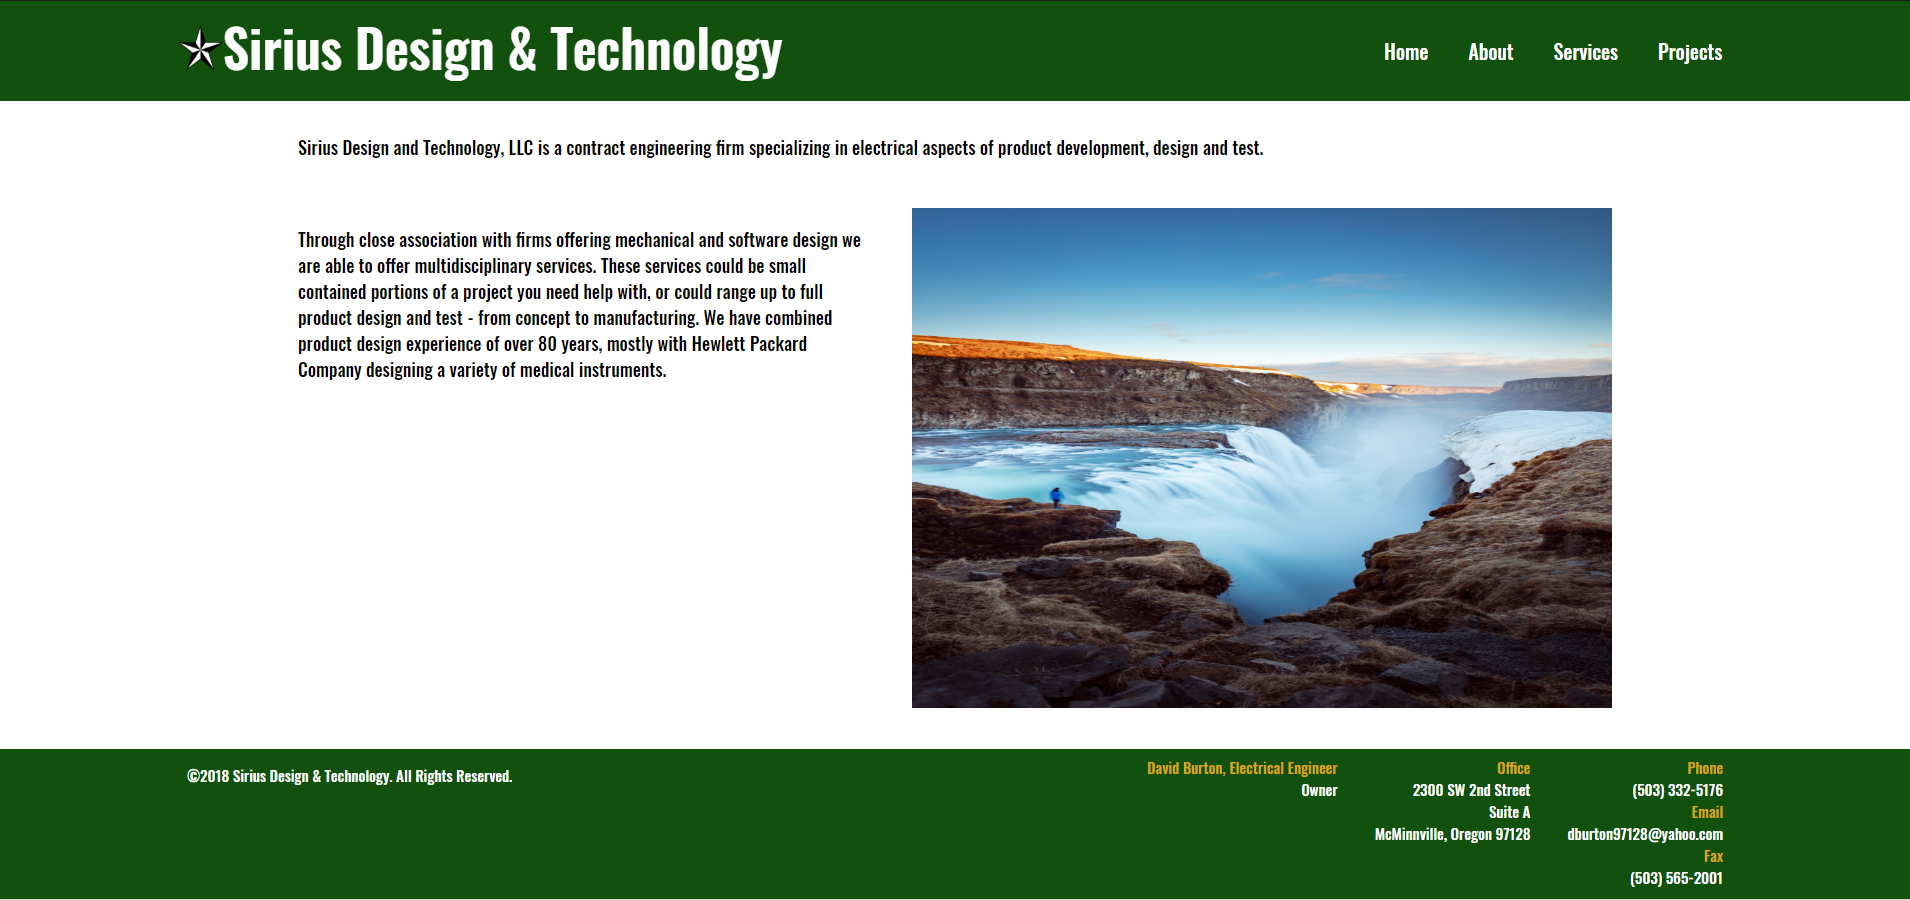 Sirius Design & Technology
Home About Services Projects
Sirius Design and Technology, LLC is a contract engineering firm specializing in electrical aspects of product development, design and test.
Through close association with firms offering mechanical and software design we
are able to offer multidisciplinary services. These services could be small
contained portions of a project you need help with, or could range up to full
product design and test - from concept to manufacturing. We have combined
product design experience of over 80 years, mostly with Hewlett Packard
Company designing a variety of medical instruments.
©2018 Sirius Design & Technology. All Rights Reserved.
David Burton, Electrical Engineer
Owner
Office
2300 SW 2nd Street
Suite A
McMinnville, Oregon 97128
Phone
(503) 332-5176
Email
dburton97128@yahoo.com
Fax
(503) 565-2001